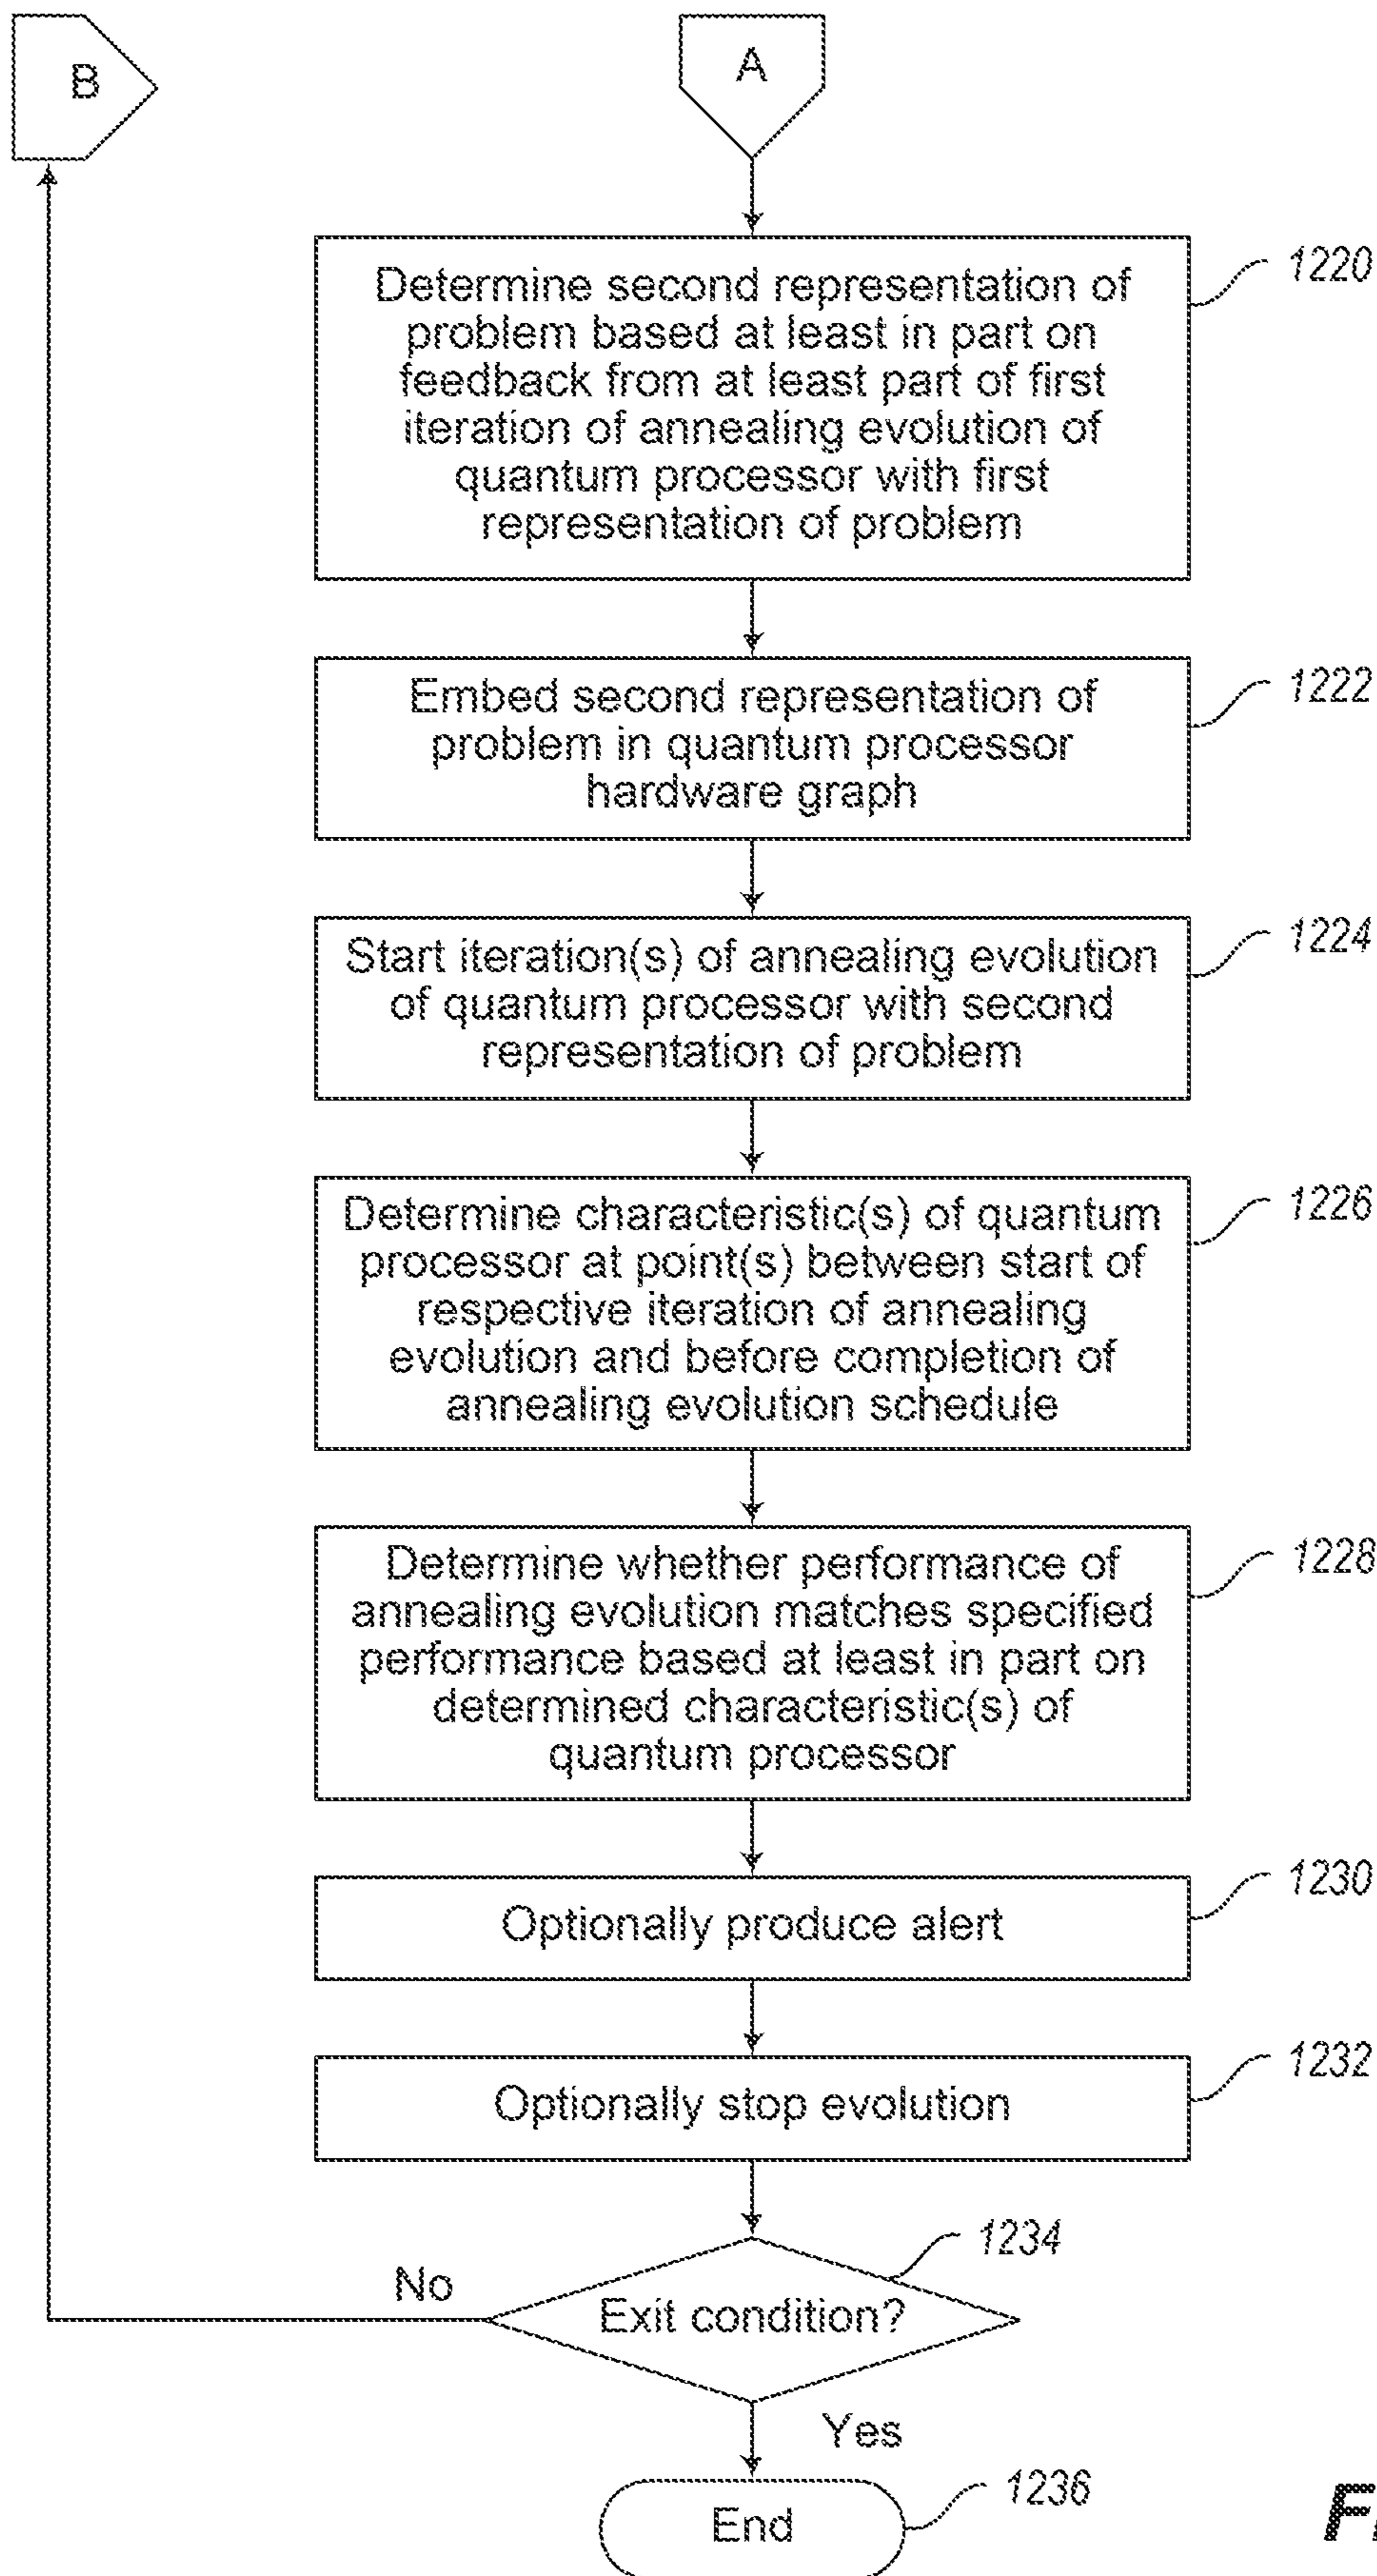 B
A
Determine second representation of
problem based at least in part on
feedback from at least part of first
iteration of annealing evolution of
quantum processor with first
representation of problem
1220
Embed second representation of
problem in quantum processor
hardware graph
1222
Start iteration(s) of annealing evolution
of quantum processor with second
representation of problem
1224
Determine characteristic(s) of quantum
processor at point(s) between start of
respective iteration of annealing
evolution and before completion of
annealing evolution schedule
1226
Determine whether performance of
annealing evolution matches specified
performance based at least in part on
determined characteristic(s) of
quantum processor
1228
Optionally produce alert
1230
Optionally stop evolution
1232
1234
No
Exit condition?
Yes
1236
End